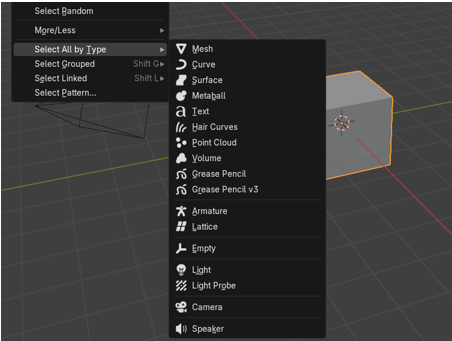 Select Random
More/Less
Select All by Type
Select Grouped Shift G
Select Linked Shift L
Select Pattern...
Mesh
Curve
Surface
Metaball
Text
Hair Curves
Point Cloud
Volume
Grease Pencil
Grease Pencil v3
Armature
Lattice
Empty
Light
Light Probe
Camera
Speaker